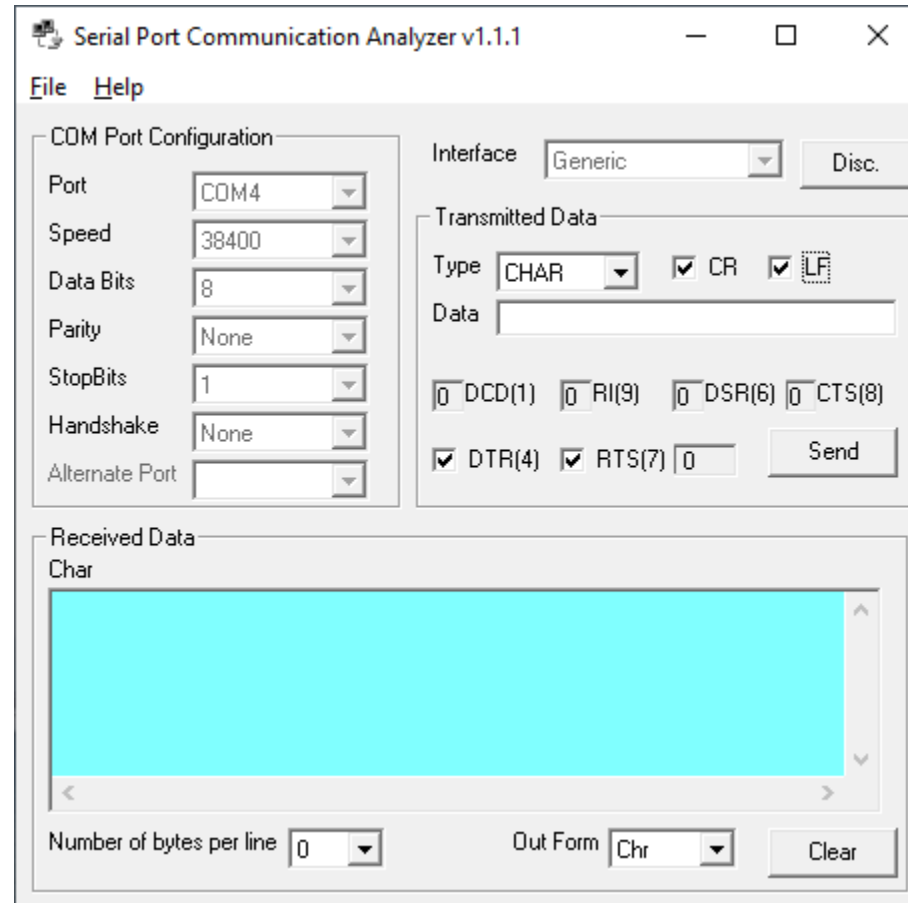 Serial Port Communication Analyzer v1.1.1
File Help
COM Port Configuration
Port COM4
Speed 38400
Data Bits 8
Parity None
StopBits 1
Handshake None
Alternate Port
Interface Generic Disc.
Transmitted Data
Type CHAR CR LF
Data
0 DCD(1) 0 RI(9) 0 DSR(6) 0 CTS(8)
DTR(4) RTS(7) 0 Send
Received Data
Char
Number of bytes per line 0 Out Form Chr Clear